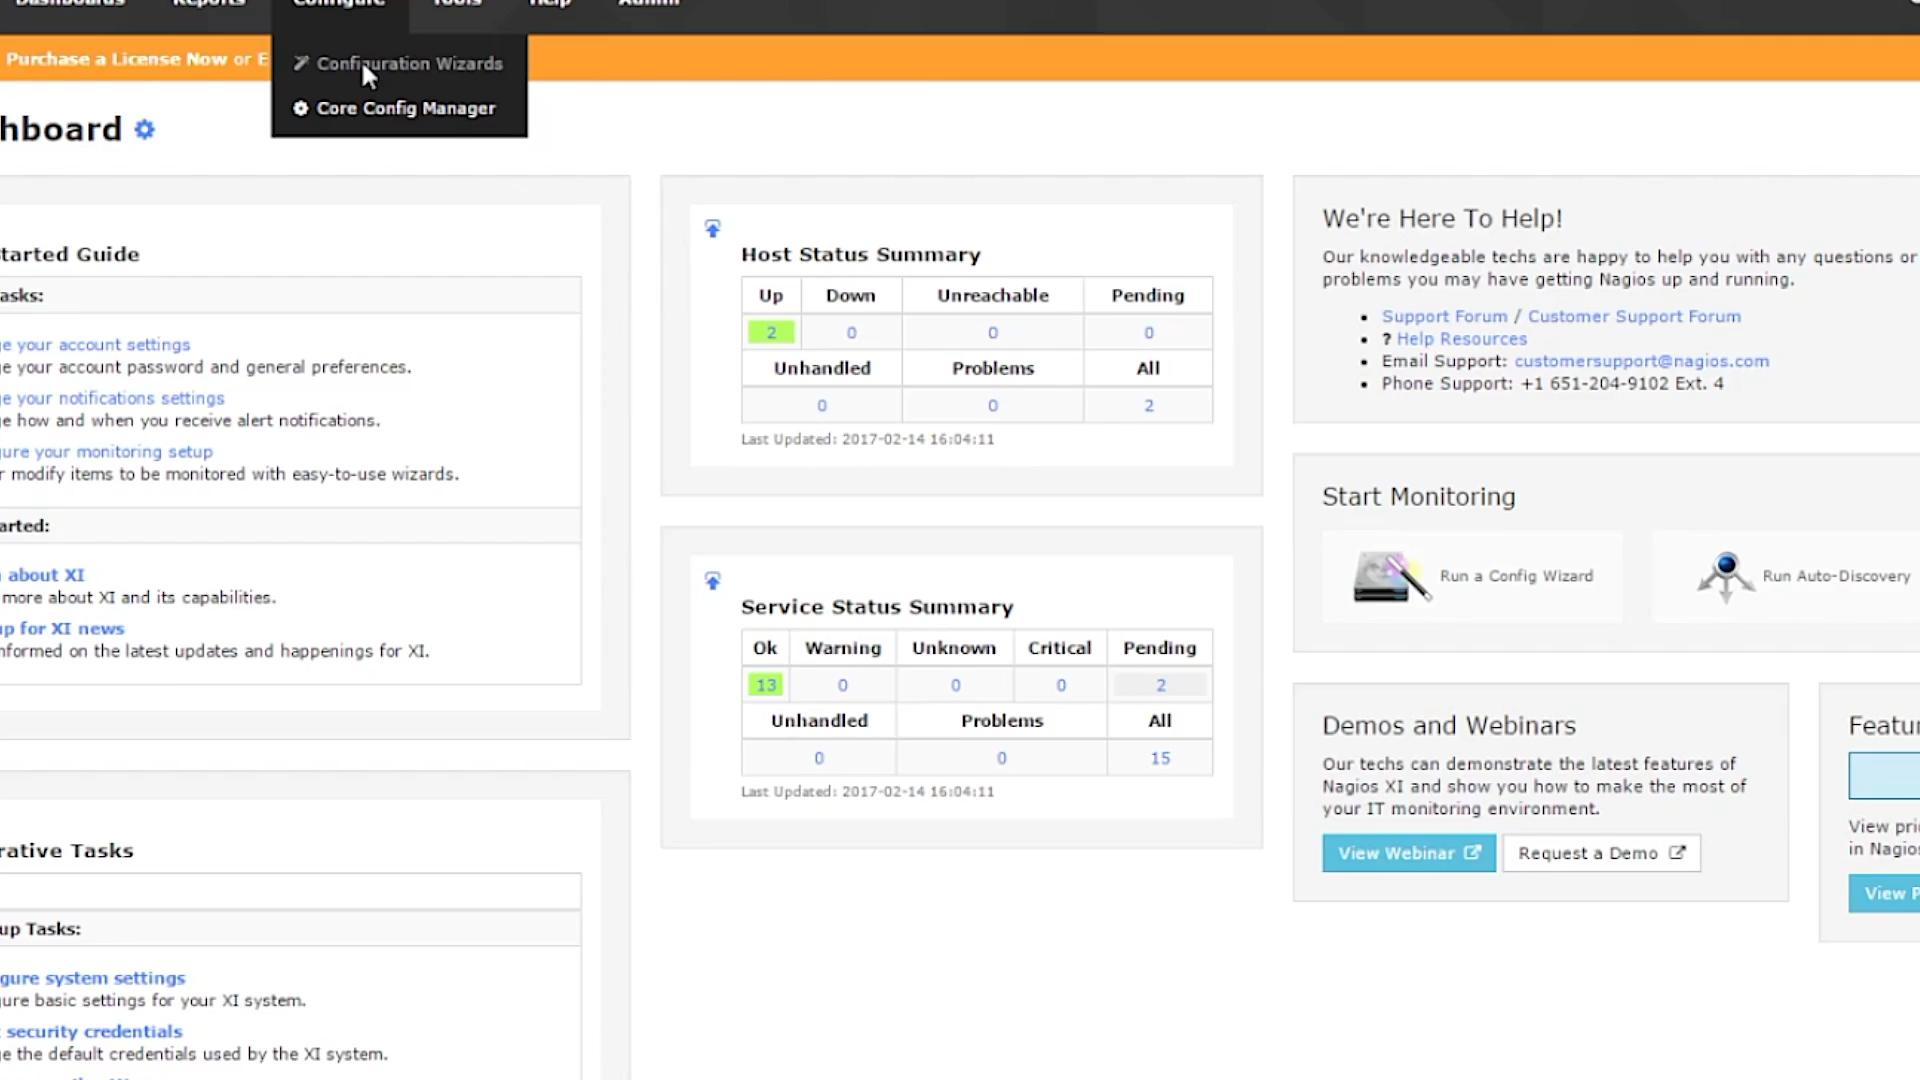 Dashboards Reports Configure Tools Help Admin
Purchase a License Now or E
Configuration Wizards
Core Config Manager
hboard
tarted Guide
asks:
e your account settings
e your account password and general preferences.
e your notifications settings
e how and when you receive alert notifications.
ure your monitoring setup
r modify items to be monitored with easy-to-use wizards.
arted:
about XI
more about XI and its capabilities.
up for XI news
nformed on the latest updates and happenings for XI.
rative Tasks
up Tasks:
gure system settings
ure basic settings for your XI system.
security credentials
e the default credentials used by the XI system.
Host Status Summary
Up Down Unreachable Pending
2 0 0 0
Unhandled Problems All
0 0 2
Last Updated: 2017-02-14 16:04:11
Service Status Summary
Ok Warning Unknown Critical Pending
13 0 0 0 2
Unhandled Problems All
0 0 15
Last Updated: 2017-02-14 16:04:11
We're Here To Help!
Our knowledgeable techs are happy to help you with any questions or
problems you may have getting Nagios up and running.
• Support Forum / Customer Support Forum
• ? Help Resources
• Email Support: customersupport@nagios.com
• Phone Support: +1 651-204-9102 Ext. 4
Start Monitoring
Run a Config Wizard
Run Auto-Discovery
Demos and Webinars
Our techs can demonstrate the latest features of
Nagios XI and show you how to make the most of
your IT monitoring environment.
View Webinar
Request a Demo
Featu
View pri
in Nagios
View P